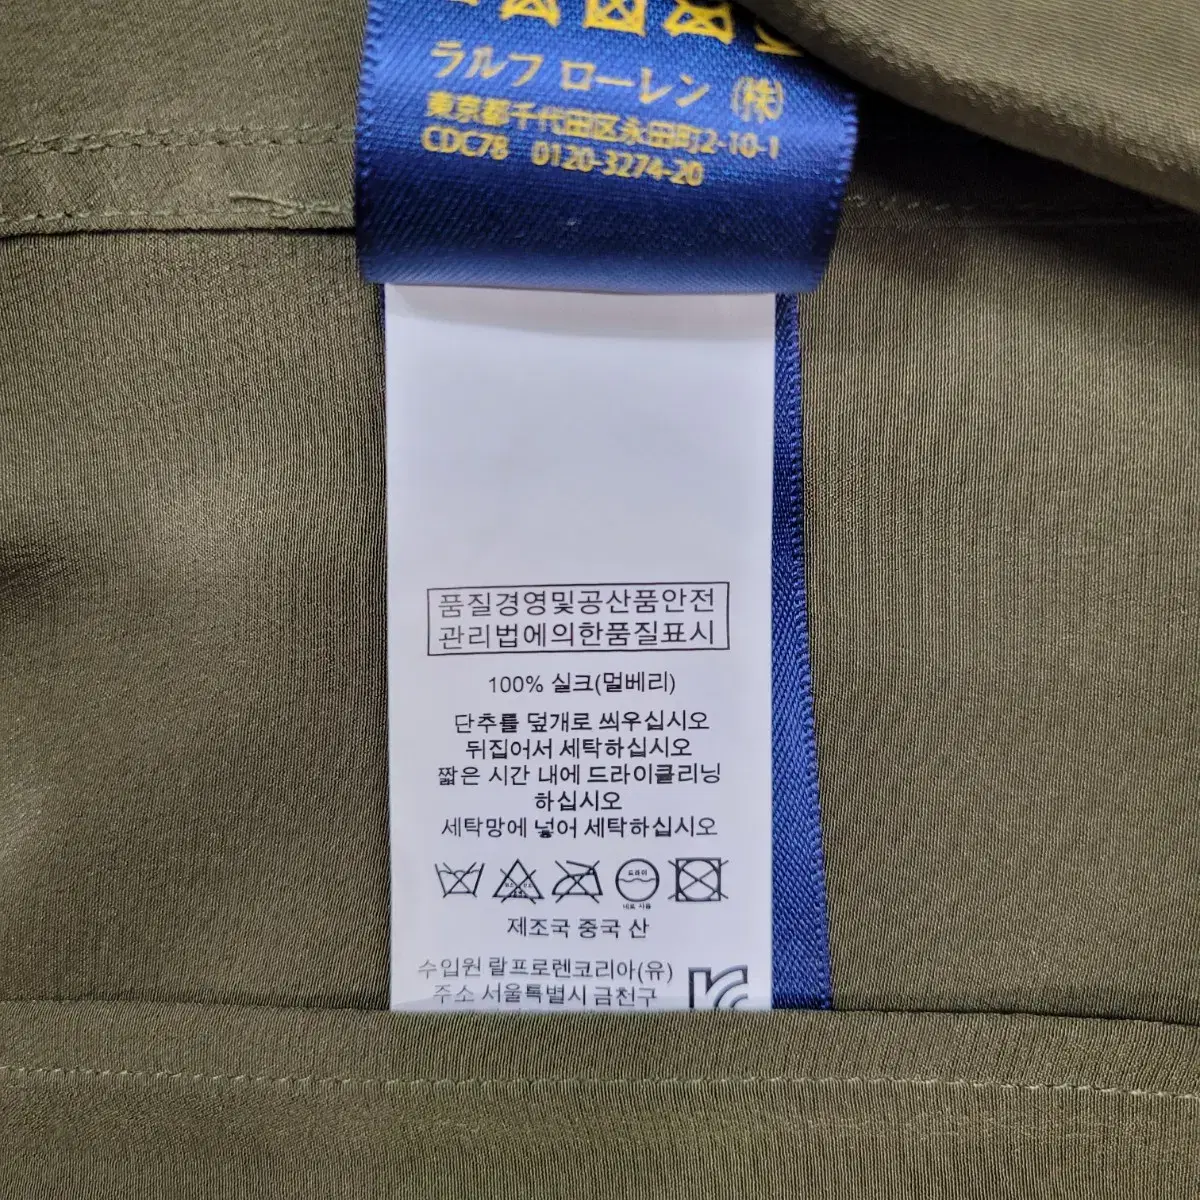 ラルフ ローレン (株)
東京都千代田区永田町2-10-1
CDC78 0120-3274-20
품질경영및공산품안전
관리법에의한품질표시
100% 실크(멀베리)
단추를 덮개로 씌우십시오
뒤집어서 세탁하십시오
짧은 시간 내에 드라이클리닝
하십시오
세탁망에 넣어 세탁하십시오
드라이
제조국 중국 산
수입원 랄프로렌코리아(유)
주소 서울특별시 금천구